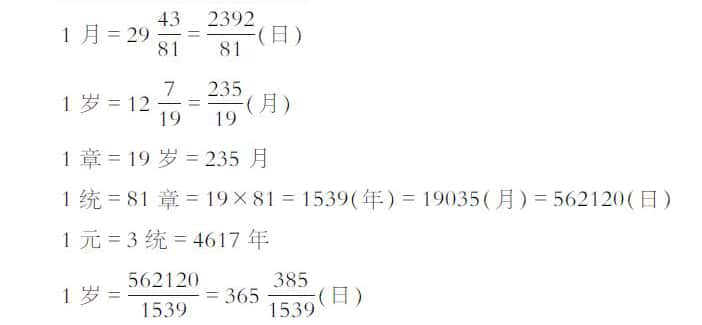 1 月 = 29 43/81 = 2392/81 (日)
1 岁 = 12 7/19 = 235/19 (月)
1 章 = 19 岁 = 235 月
1 统 = 81 章 = 19 × 81 = 1539(年) = 19035(月) = 562120(日)
1 元 = 3 统 = 4617 年
1 岁 = 562120/1539 = 365 385/1539 (日)